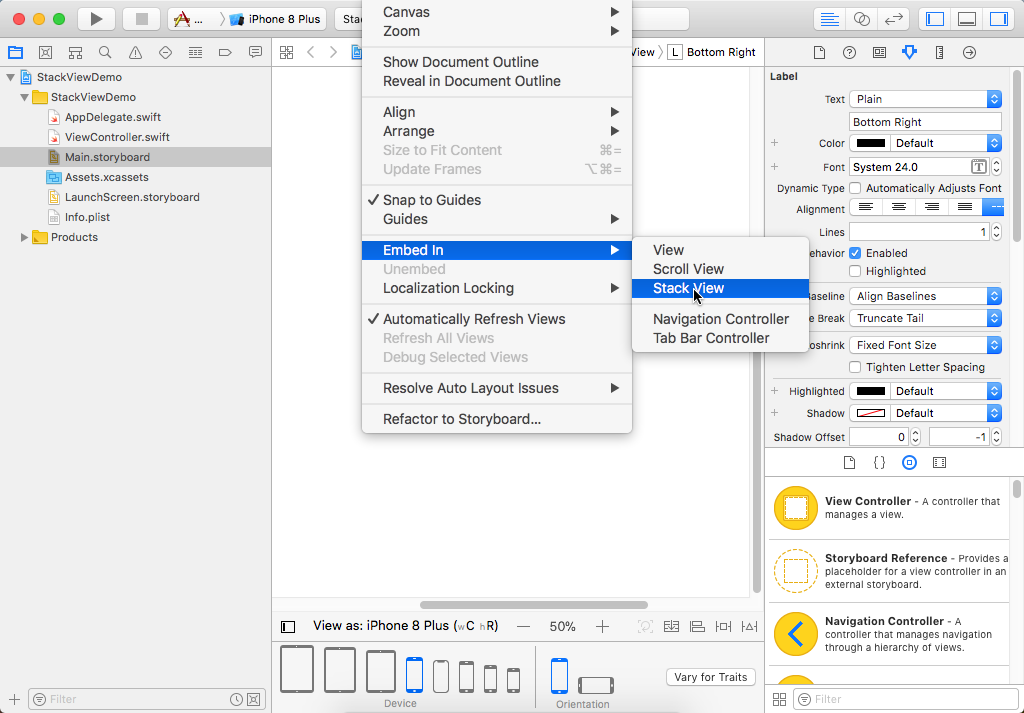 ...
iPhone 8 Plus
Sta
View
L
Bottom Right
StackViewDemo
StackViewDemo
AppDelegate.swift
ViewController.swift
Main.storyboard
Assets.xcassets
LaunchScreen.storyboard
Info.plist
Products
Canvas
Zoom
Show Document Outline
Reveal in Document Outline
Align
Arrange
Size to Fit Content ⌘=
Update Frames ⌥⌘=
Snap to Guides
Guides
Embed In
Unembed
Localization Locking
Automatically Refresh Views
Refresh All Views
Debug Selected Views
Resolve Auto Layout Issues
Refactor to Storyboard...
View
Scroll View
Stack View
Navigation Controller
Tab Bar Controller
Label
Text Plain
Bottom Right
Color Default
Font System 24.0 T
Dynamic Type Automatically Adjusts Font
Alignment
Lines 1
ehavior Enabled
Highlighted
Baseline Align Baselines
e Break Truncate Tail
oshrink Fixed Font Size
Tighten Letter Spacing
Highlighted Default
Shadow Default
Shadow Offset 0 -1
View Controller - A controller that
manages a view.
Storyboard Reference - Provides a
placeholder for a view controller in an
external storyboard.
Navigation Controller - A
controller that manages navigation
through a hierarchy of views.
View as: iPhone 8 Plus (wC hR)
50%
Device
Orientation
Vary for Traits
Filter
Filter